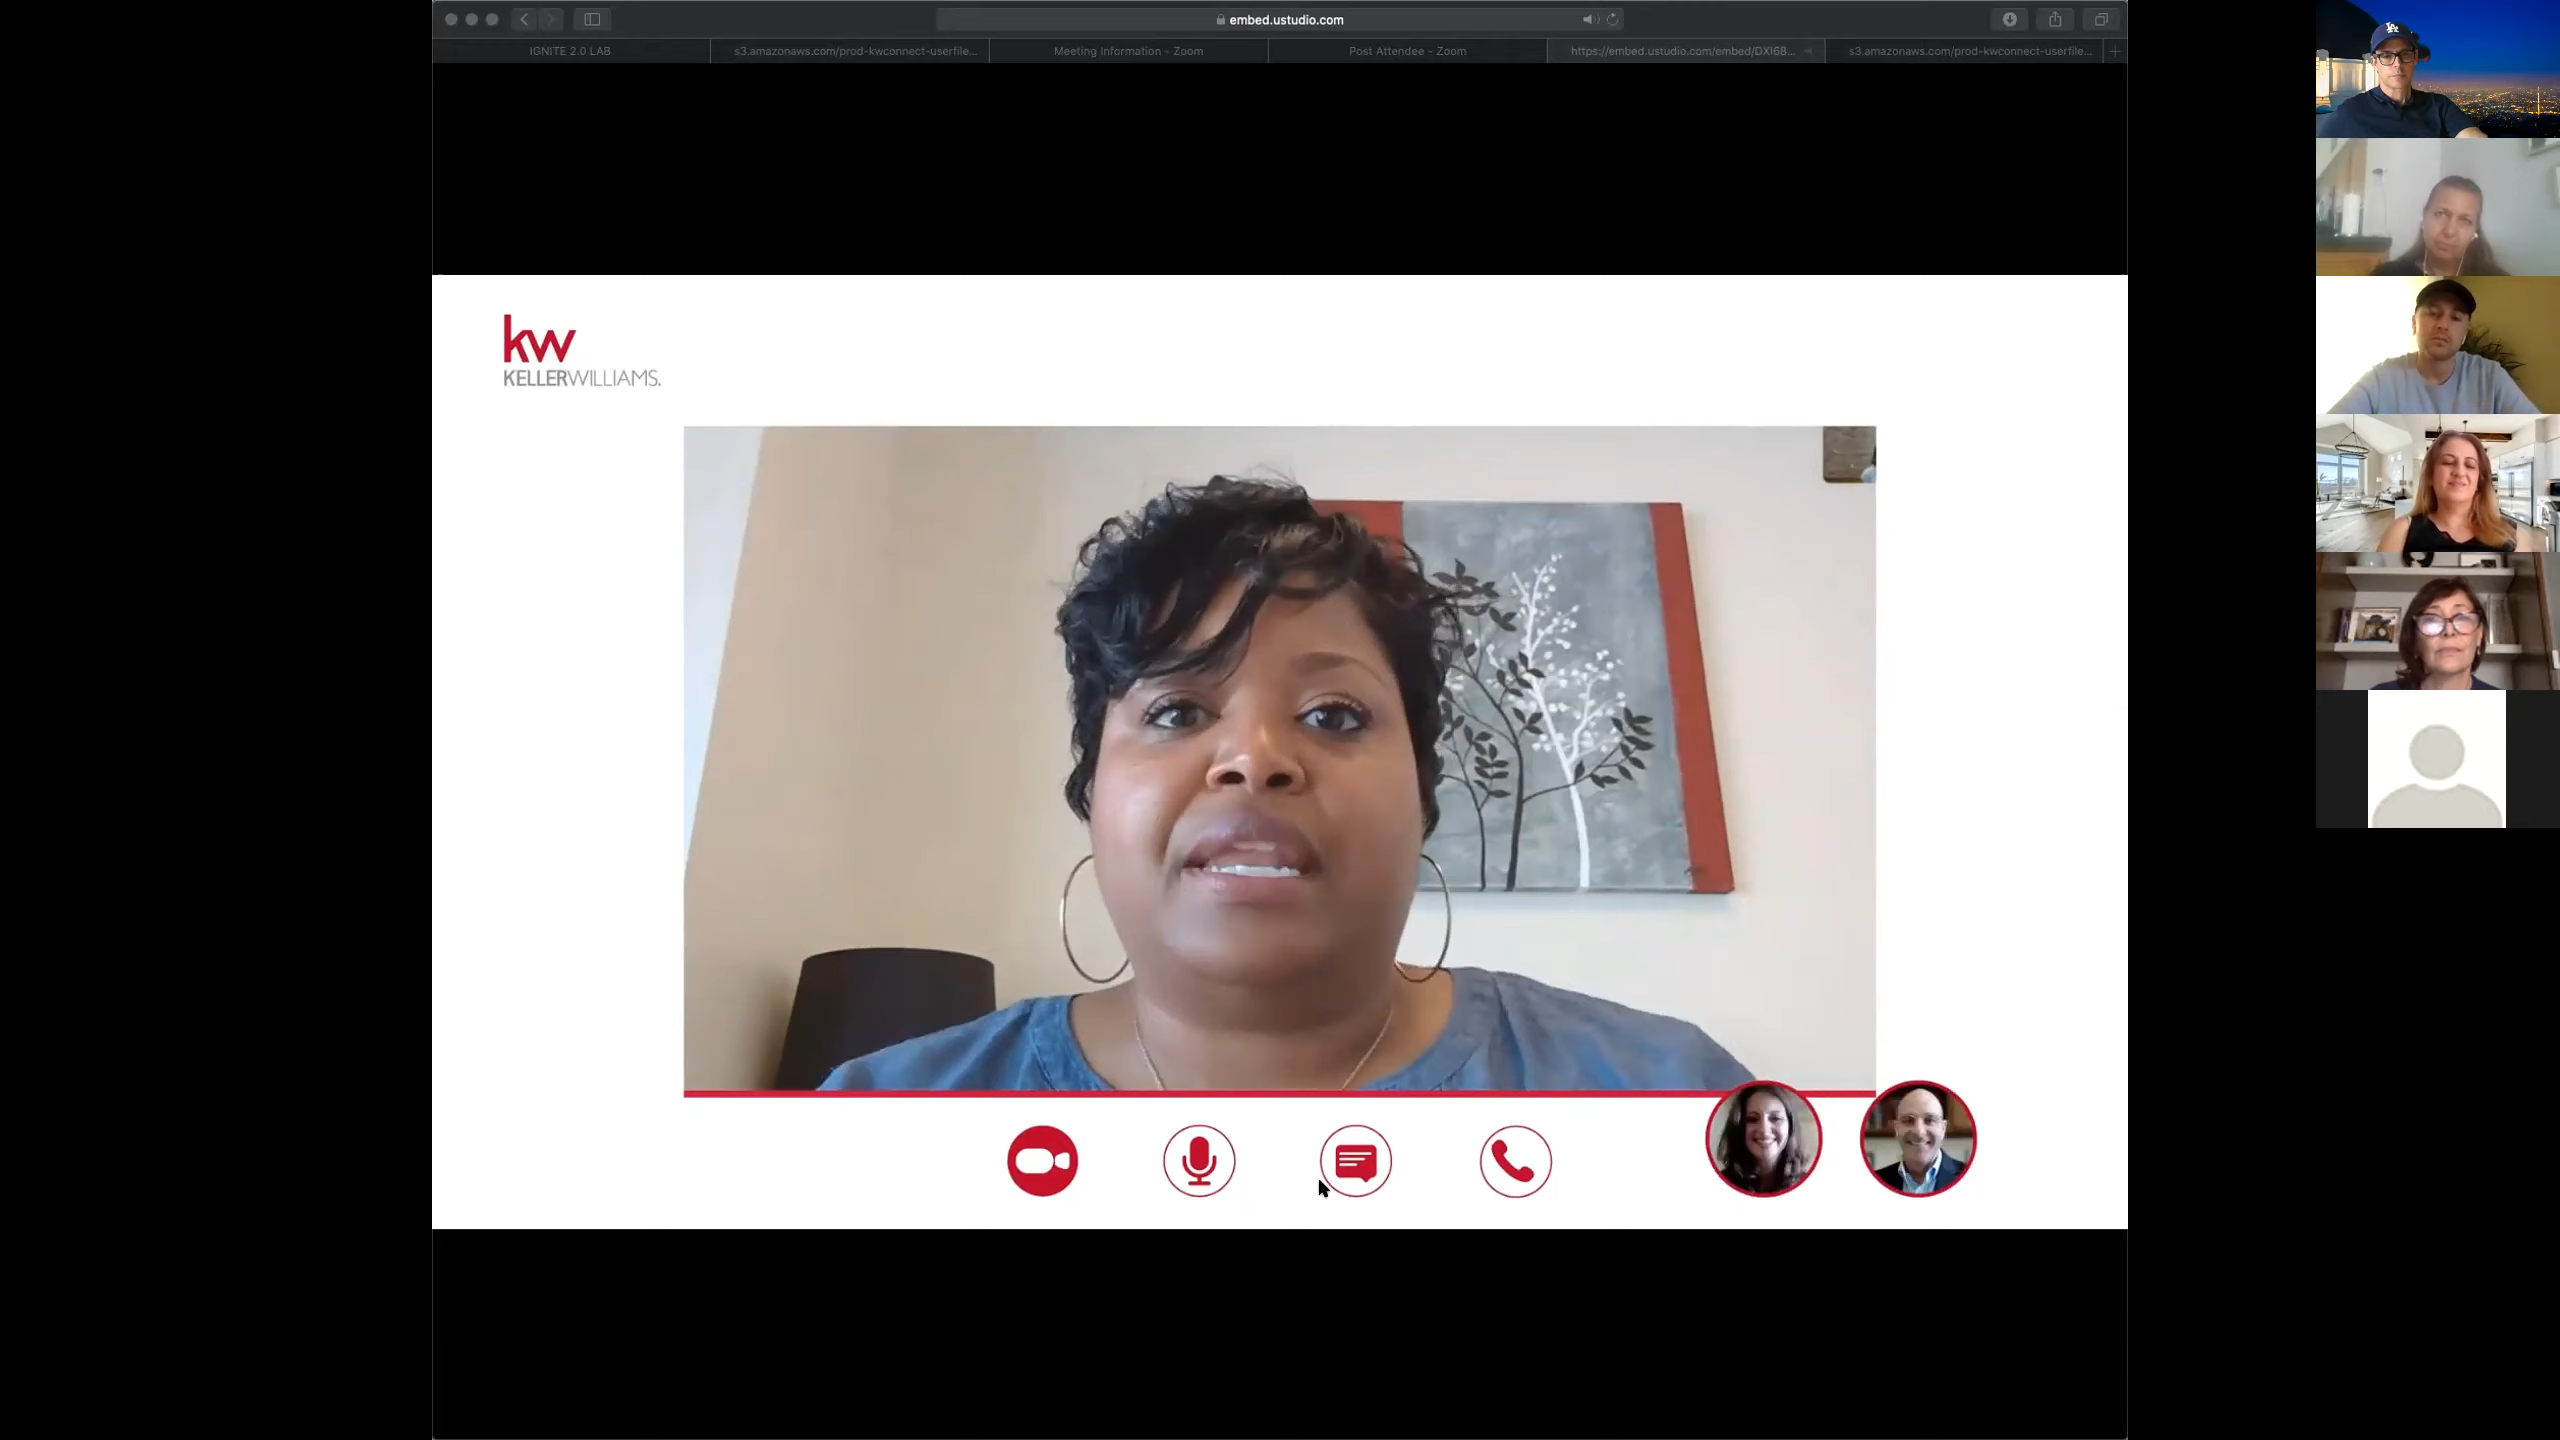 embed.ustudio.com
IGNITE 2.0 LAB
s3.amazonaws.com/prod-kwconnect-userfile...
Meeting Information - Zoom
Post Attendee - Zoom
https://embed.ustudio.com/embed/DXI68...
s3.amazonaws.com/prod-kwconnect-userfile...
LA
kw
KELLERWILLIAMS.